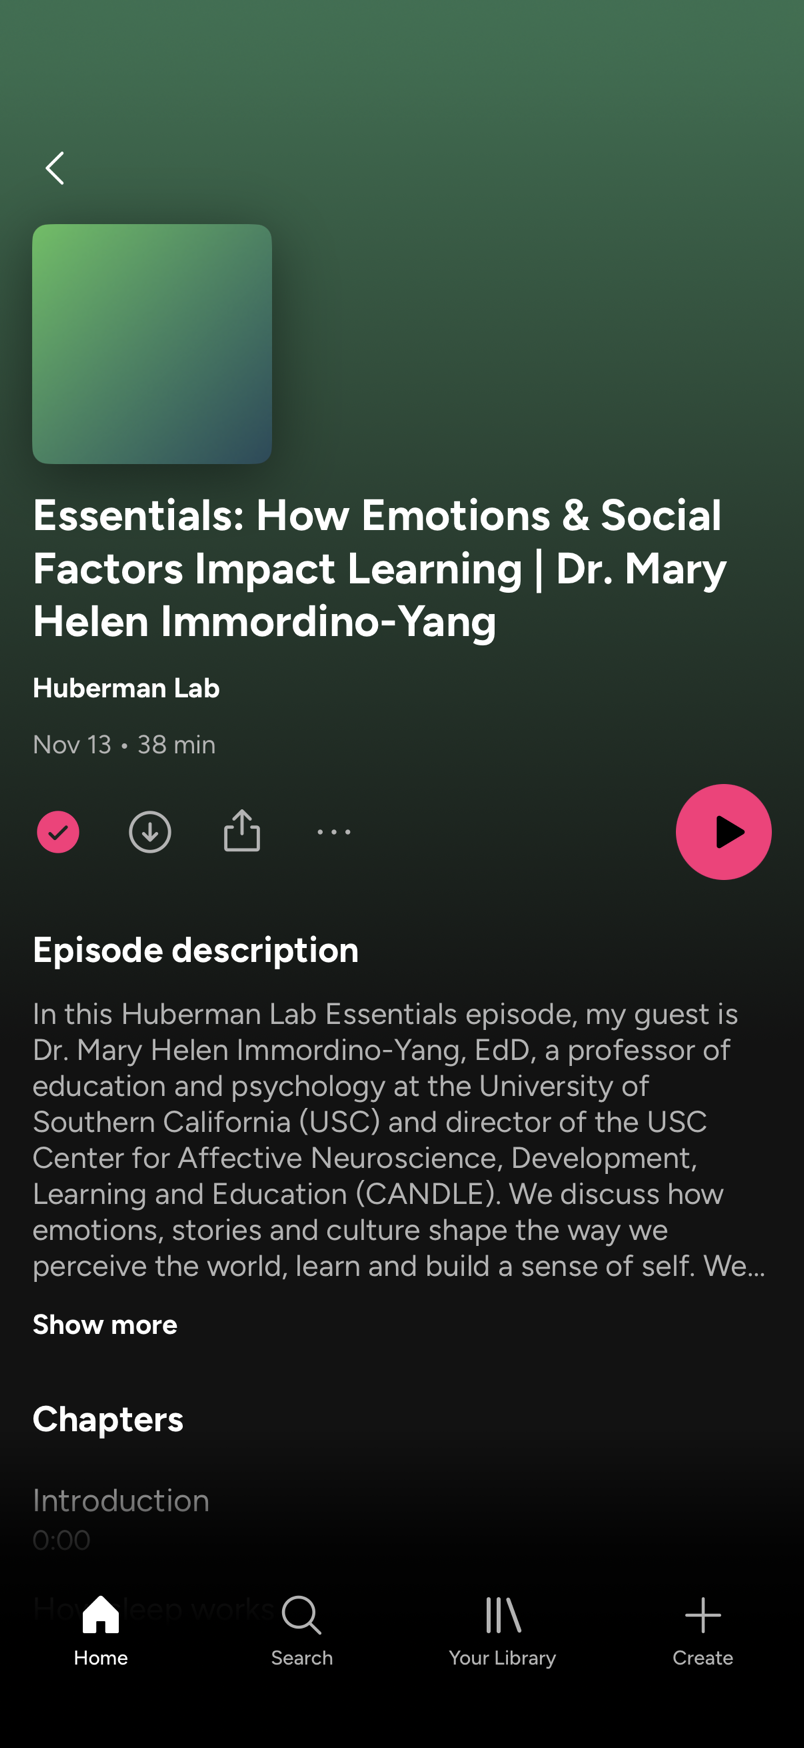 Essentials: How Emotions & Social
Factors Impact Learning | Dr. Mary
Helen Immordino-Yang
Huberman Lab
Nov 13 • 38 min
Episode description
In this Huberman Lab Essentials episode, my guest is
Dr. Mary Helen Immordino-Yang, EdD, a professor of
education and psychology at the University of
Southern California (USC) and director of the USC
Center for Affective Neuroscience, Development,
Learning and Education (CANDLE). We discuss how
emotions, stories and culture shape the way we
perceive the world, learn and build a sense of self. We...
Show more
Chapters
Introduction
0:00
How sleep works
Home
Search
Your Library
Create